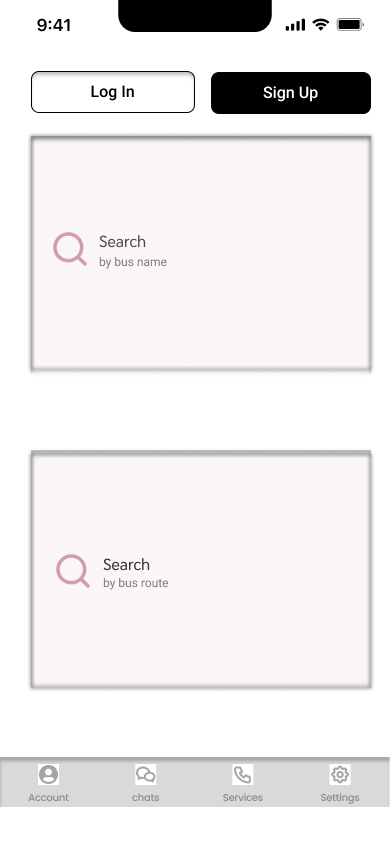 9:41
Log In
Sign Up
Search
by bus name
Search
by bus route
Account
chats
Services
Settings